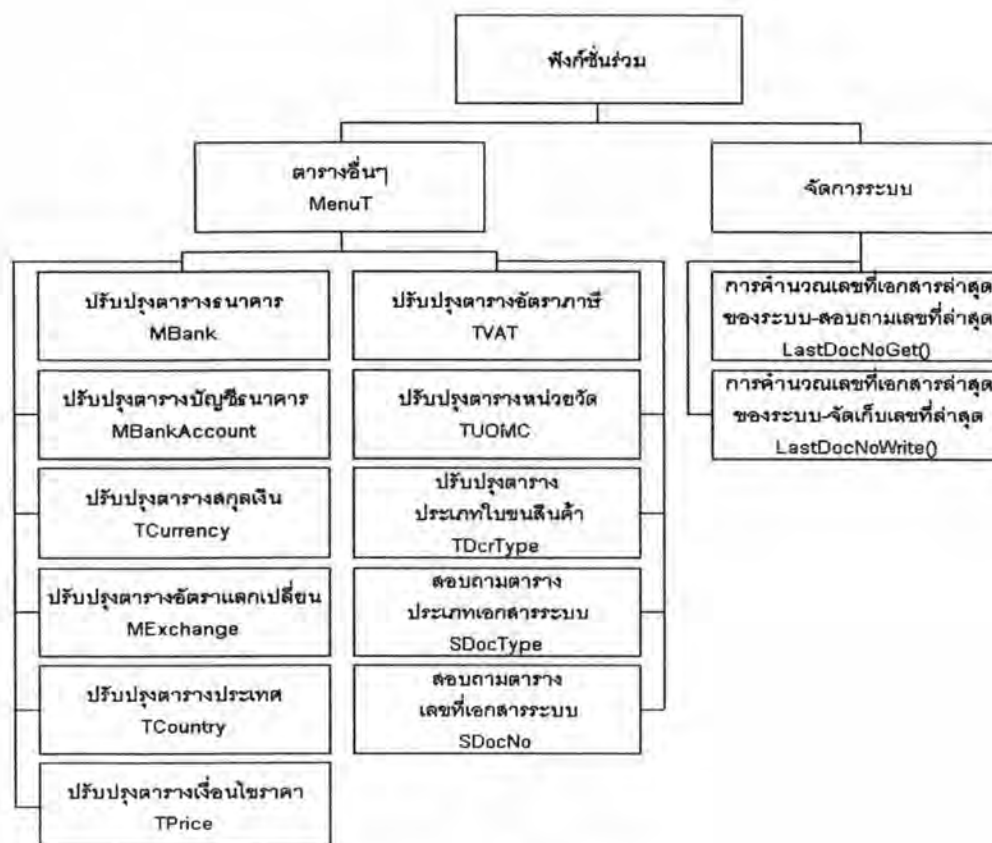 ฟังก์ชั่นร่วม
ตารางอื่นๆ
MenuT
จัดการระบบ
ปรับปรุงตารางธนาคาร
MBank
ปรับปรุงตารางบัญชีธนาคาร
MBankAccount
ปรับปรุงตารางสกุลเงิน
TCurrency
ปรับปรุงตารางอัตราแลกเปลี่ยน
MExchange
ปรับปรุงตารางประเทศ
TCountry
ปรับปรุงตารางเงื่อนไขราคา
TPrice
ปรับปรุงตารางอัตราภาษี
TVAT
ปรับปรุงตารางหน่วยวัด
TUOMC
ปรับปรุงตาราง
ประเภทใบขนสินค้า
TDcrType
สอบถามตาราง
ประเภทเอกสารระบบ
SDocType
สอบถามตาราง
เลขที่เอกสารระบบ
SDocNo
การคำนวณเลขที่เอกสารล่าสุด
ของระบบ-สอบถามเลขที่ล่าสุด
LastDocNoGet()
การคำนวณเลขที่เอกสารล่าสุด
ของระบบ-จัดเก็บเลขที่ล่าสุด
LastDocNoWrite()